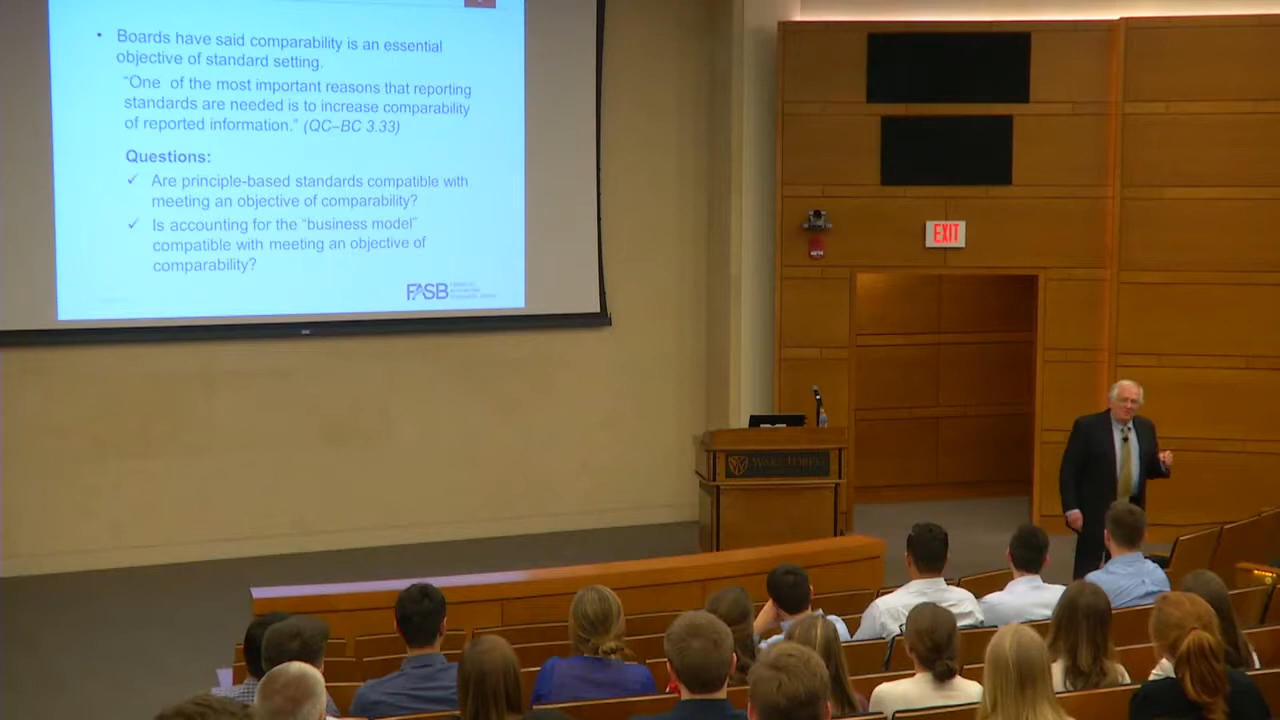 • Boards have said comparability is an essential
objective of standard setting.
“One of the most important reasons that reporting
standards are needed is to increase comparability
of reported information.” (QC–BC 3.33)
Questions:
✓ Are principle-based standards compatible with
meeting an objective of comparability?
✓ Is accounting for the “business model”
compatible with meeting an objective of
comparability?
FASB
EXIT
WAKE FOREST